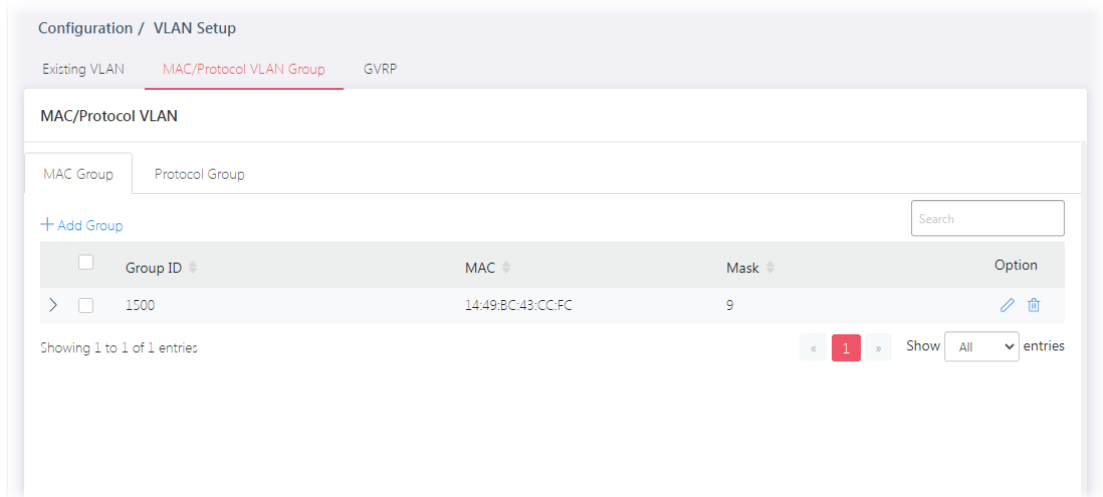 Configuration / VLAN Setup
Existing VLAN MAC/Protocol VLAN Group GVRP
MAC/Protocol VLAN
MAC Group Protocol Group
+ Add Group Search
Group ID MAC Mask Option
> 1500 14:49:BC:43:CC:FC 9
Showing 1 to 1 of 1 entries « 1 » Show All entries